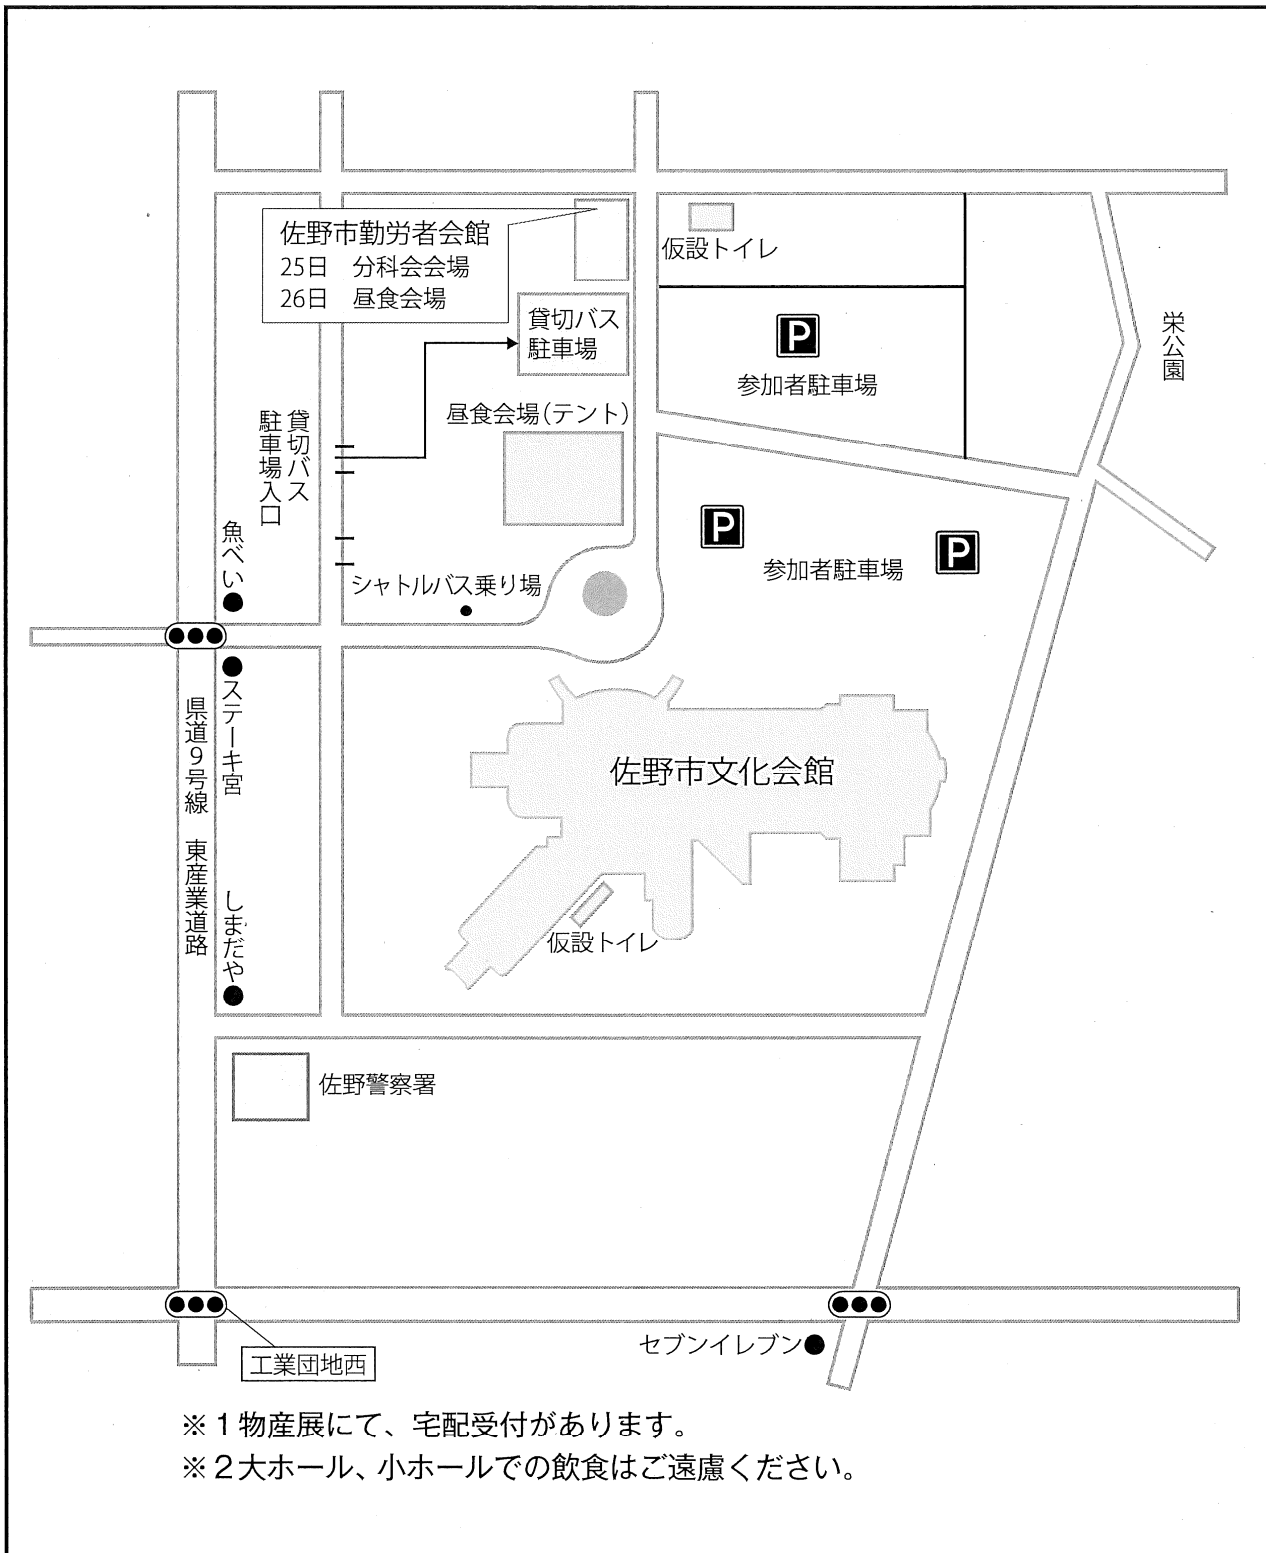 佐野市勤労者会館
25日　分科会会場
26日　昼食会場
仮設トイレ
貸切バス
駐車場
P
参加者駐車場
栄公園
昼食会場（テント）
貸切バス
駐車場入口
魚べい
シャトルバス乗り場
P
参加者駐車場
P
ステーキ宮
県道９号線　東産業道路
佐野市文化会館
しまだや
仮設トイレ
佐野警察署
セブンイレブン
工業団地西
※１物産展にて、宅配受付があります。
※２大ホール、小ホールでの飲食はご遠慮ください。